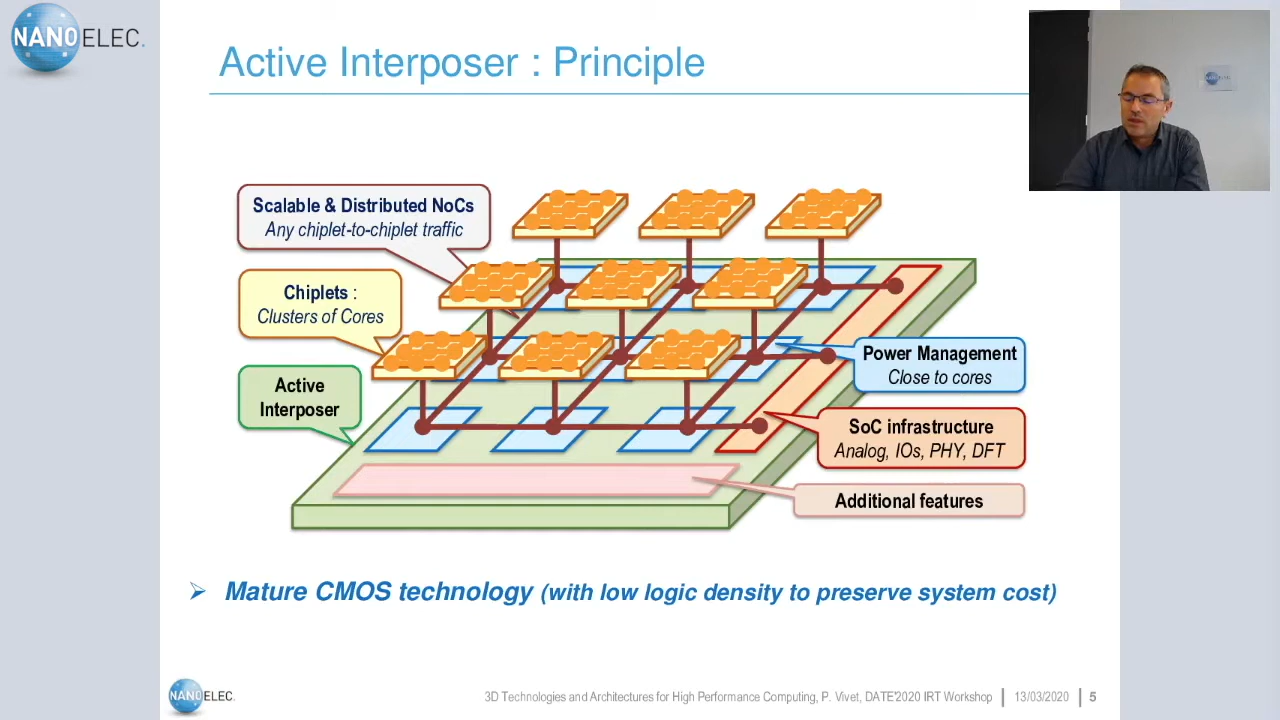 NANOELEC.
Active Interposer : Principle
Scalable & Distributed NoCs
Any chiplet-to-chiplet traffic
Chiplets :
Clusters of Cores
Active
Interposer
Power Management
Close to cores
SoC infrastructure
Analog, IOs, PHY, DFT
Additional features
Mature CMOS technology (with low logic density to preserve system cost)
NANOELEC.
3D Technologies and Architectures for High Performance Computing, P. Vivet, DATE'2020 IRT Workshop | 13/03/2020 | 5